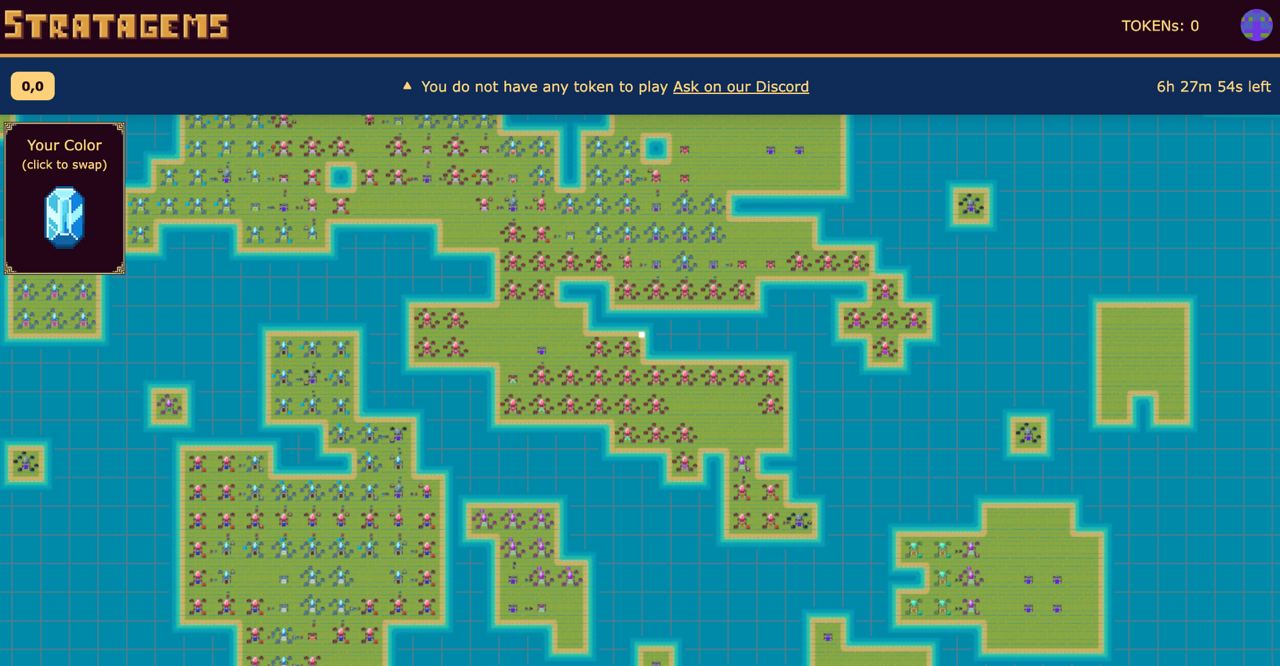 STRATAGEMS
TOKENs: 0
0,0
You do not have any token to play Ask on our Discord
6h 27m 54s left
Your Color
(click to swap)